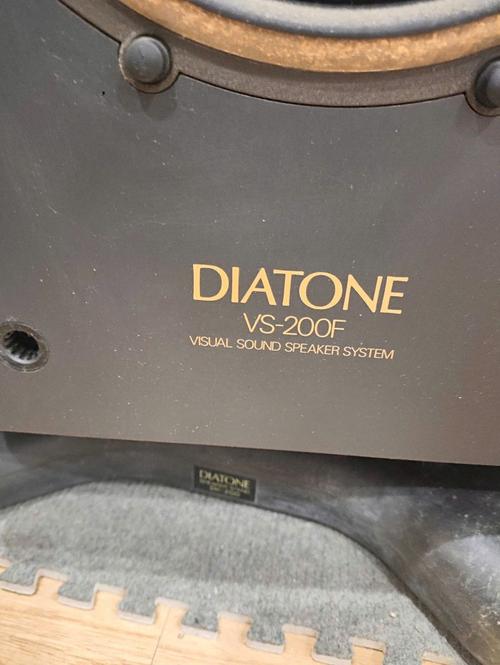 DIATONE
VS-200F
VISUAL SOUND SPEAKER SYSTEM
DIATONE